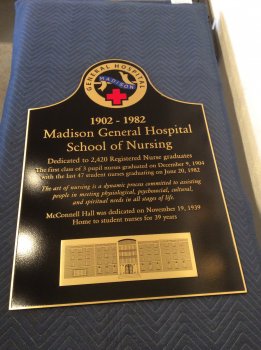 GENERAL HOSPITAL
MADISON
1902 - 1982
Madison General Hospital
School of Nursing
Dedicated to 2,420 Registered Nurse graduates
The first class of 3 pupil nurses graduated on December 9, 1904
with the last 47 student nurses graduating on June 20, 1982
The art of nursing is a dynamic process committed to assisting
people in meeting physiological, psychosocial, cultural,
and spiritual needs in all stages of life.
McConnell Hall was dedicated on November 19, 1939
Home to student nurses for 39 years